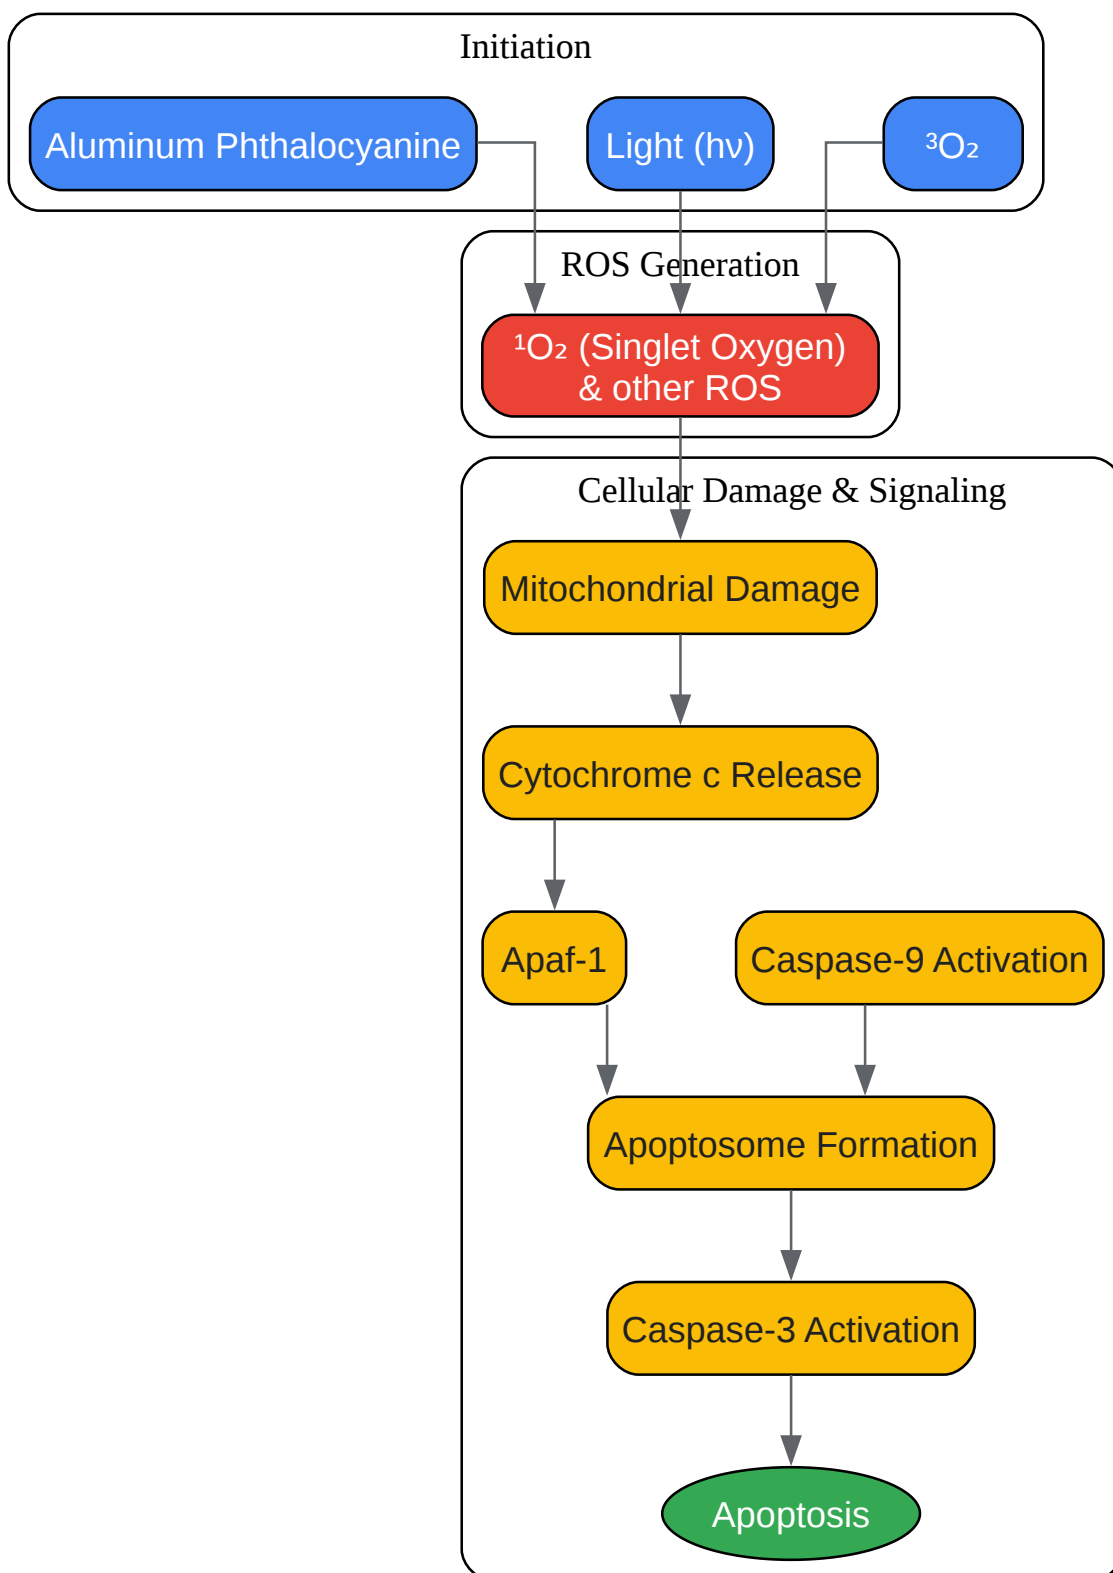 Initiation
Aluminum Phthalocyanine
Light (hν)
³O₂
ROS Generation
¹O₂ (Singlet Oxygen)
& other ROS
Cellular Damage & Signaling
Mitochondrial Damage
Cytochrome c Release
Apaf-1
Caspase-9 Activation
Apoptosome Formation
Caspase-3 Activation
Apoptosis